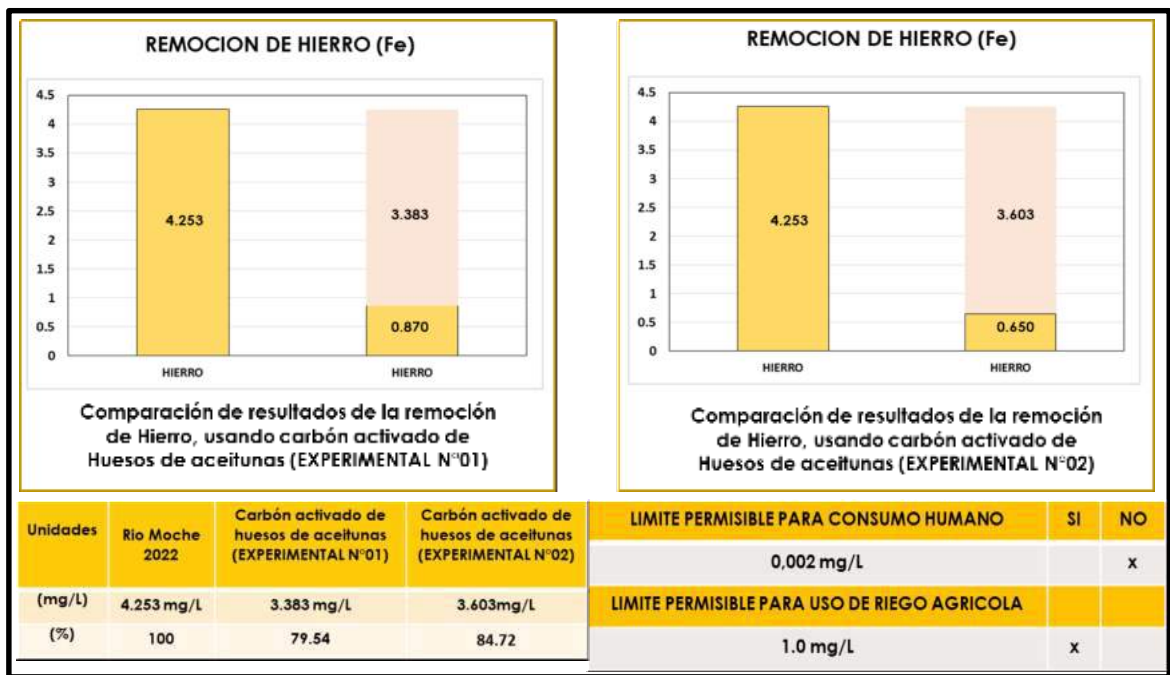 REMOCION DE HIERRO (Fe)
4.5
4
3.5
3
2.5
2
1.5
1
0.5
0
4.253
3.383
0.870
HIERRO
HIERRO
Comparación de resultados de la remoción
de Hierro, usando carbón activado de
Huesos de aceitunas (EXPERIMENTAL N°01)
REMOCION DE HIERRO (Fe)
4.5
4
3.5
3
2.5
2
1.5
1
0.5
0
4.253
3.603
0.650
HIERRO
HIERRO
Comparación de resultados de la remoción
de Hierro, usando carbón activado de
Huesos de aceitunas (EXPERIMENTAL N°02)
Unidades
Rio Moche
2022
Carbón activado de
huesos de aceitunas
(EXPERIMENTAL N°01)
Carbón activado de
huesos de aceitunas
(EXPERIMENTAL N°02)
(mg/L)
4.253 mg/L
3.383 mg/L
3.603mg/L
(%)
100
79.54
84.72
LIMITE PERMISIBLE PARA CONSUMO HUMANO
SI
NO
0,002 mg/L
x
LIMITE PERMISIBLE PARA USO DE RIEGO AGRICOLA
1.0 mg/L
x